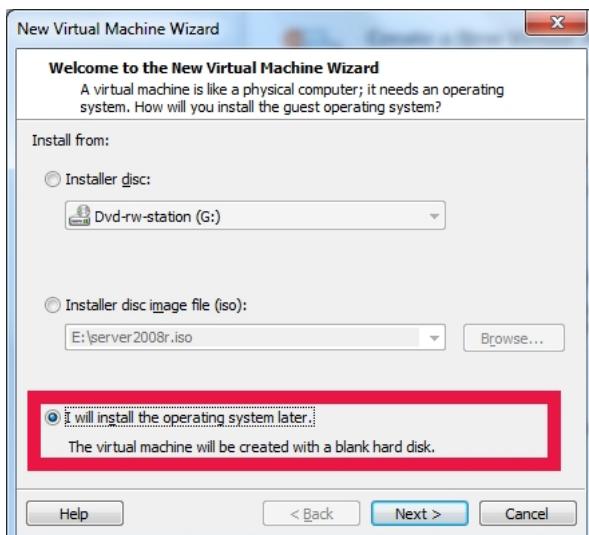 New Virtual Machine Wizard
Welcome to the New Virtual Machine Wizard
A virtual machine is like a physical computer; it needs an operating
system. How will you install the guest operating system?
Install from:
Installer disc:
Dvd-rw-station (G:)
Installer disc image file (iso):
E:\server2008r.iso
Browse...
I will install the operating system later.
The virtual machine will be created with a blank hard disk.
Help
< Back
Next >
Cancel